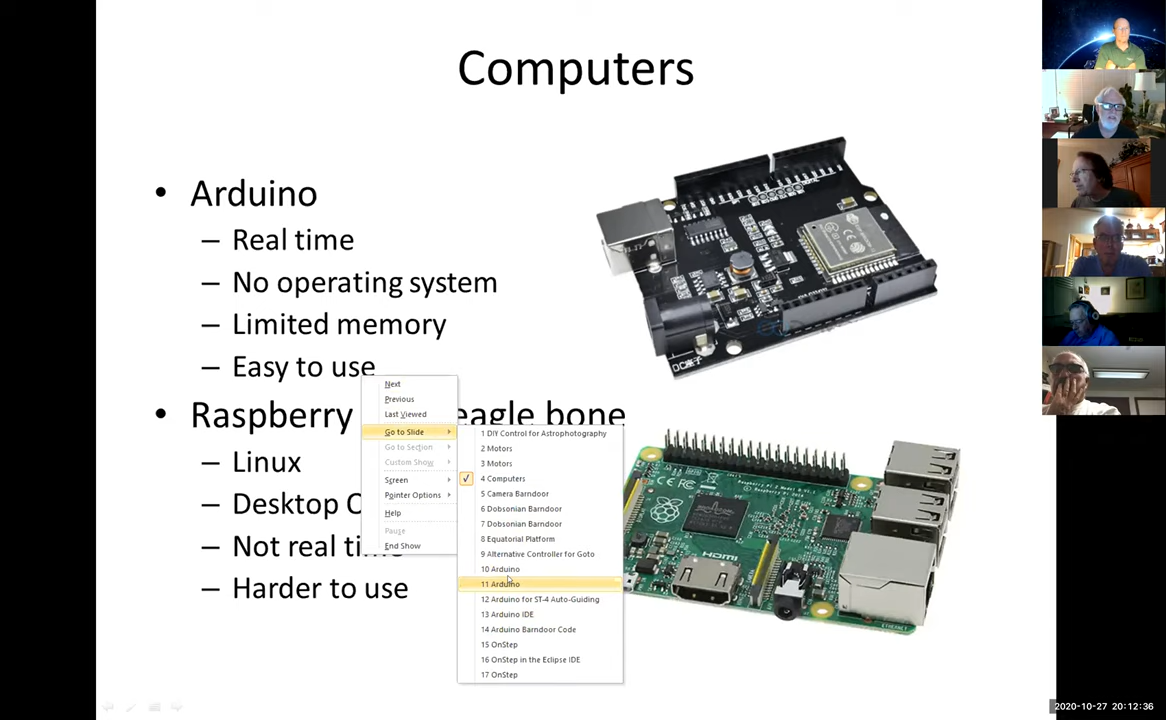 Computers
• Arduino
– Real time
– No operating system
– Limited memory
– Easy to use
• Raspberry eagle bone
– Linux
– Desktop
– Not real
– Harder to use
Next
Previous
Last Viewed
Go to Slide
Go to Section
Custom Show
Screen
Pointer Options
Help
Pause
End Show
1 DIY Control for Astrophotography
2 Motors
3 Motors
4 Computers
5 Camera Barndoor
6 Dobsonian Barndoor
7 Dobsonian Barndoor
8 Equatorial Platform
9 Alternative Controller for Goto
10 Arduino
11 Arduino
12 Arduino for ST-4 Auto-Guiding
13 Arduino IDE
14 Arduino Barndoor Code
15 OnStep
16 OnStep in the Eclipse IDE
17 OnStep
HDMI
ETHERNET
2020-10-27 20:12:36